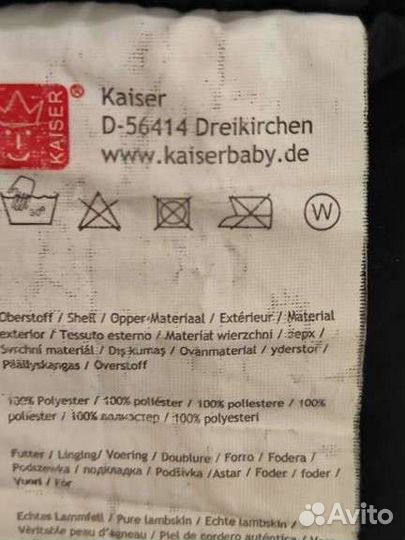 KAISER ®
Kaiser
D-56414 Dreikirchen
www.kaiserbaby.de
30°
W
Oberstoff / Shell / Opper-Materiaal / Extérieur / Material
exterior / Tessuto esterno / Materiał wierzchni / верх /
Svrchní materiál / Dış kumaş / Ovanmaterial / yderstof /
Päällyskangas / Overstoff
100% Polyester / 100% poliéster / 100% poliestere / 100%
poliester / 100% полиэстер / 100% polyesteri
Futter / Linging/ Voering / Doublure / Forro / Fodera /
Podszewka / подкладка / Podšívka /Astar / Foder / foder /
Vuori / Fôr
Echtes Lammfell / Pure lambskin / Echte lambskin /
Véritable peau d'agneau / Piel de cordero auténtica /
Avito